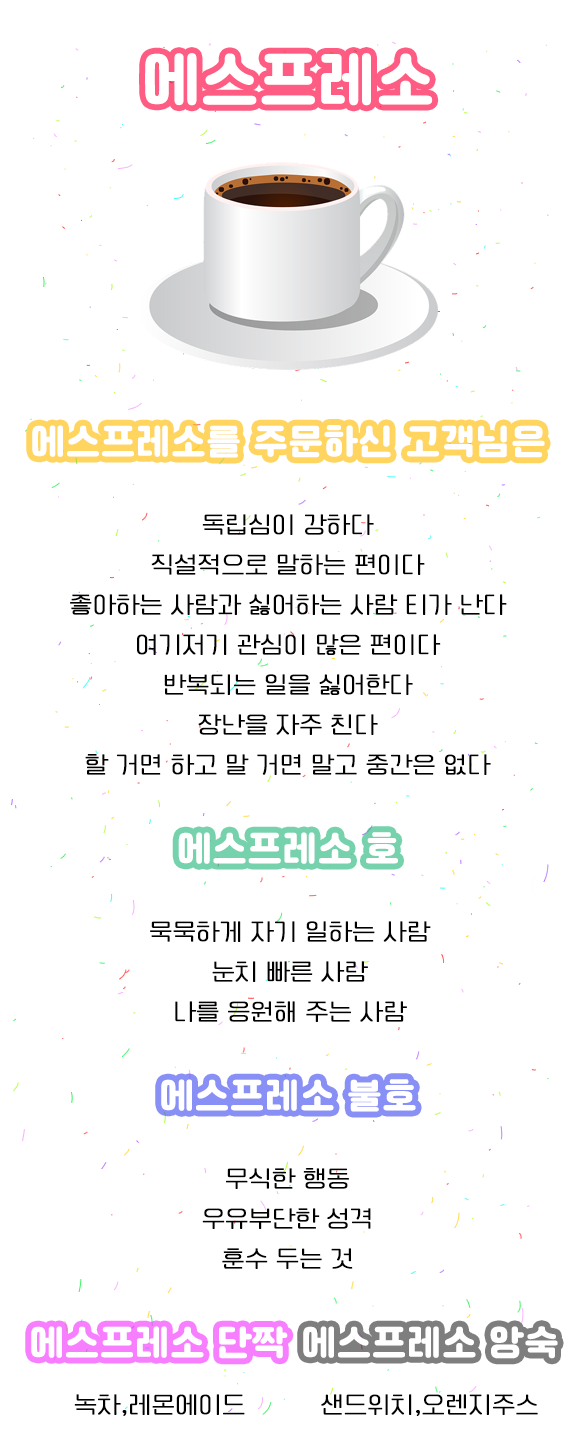 에스프레소
에스프레소를 주문하신 고객님은
독립심이 강하다
직설적으로 말하는 편이다
좋아하는 사람과 싫어하는 사람 티가 난다
여기저기 관심이 많은 편이다
반복되는 일을 싫어한다
장난을 자주 친다
할 거면 하고 말 거면 말고 중간은 없다
에스프레소 호
묵묵하게 자기 일하는 사람
눈치 빠른 사람
나를 응원해 주는 사람
에스프레소 불호
무식한 행동
우유부단한 성격
훈수 두는 것
에스프레소 단짝
녹차,레몬에이드
에스프레소 앙숙
샌드위치,오렌지주스